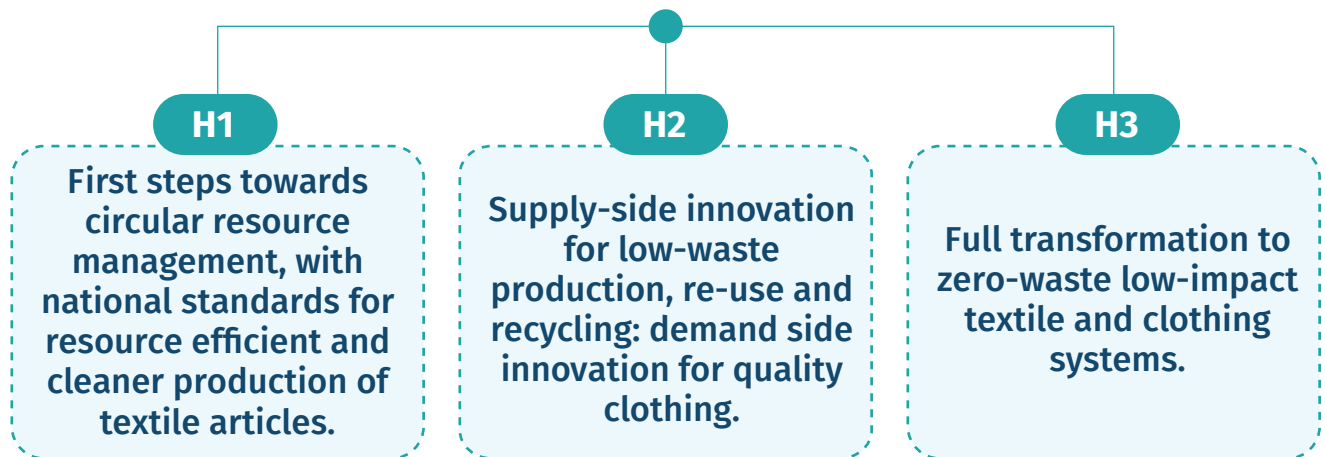 H1
First steps towards
circular resource
management, with
national standards for
resource efficient and
cleaner production of
textile articles.
H2
Supply-side innovation
for low-waste
production, re-use and
recycling: demand side
innovation for quality
clothing.
H3
Full transformation to
zero-waste low-impact
textile and clothing
systems.